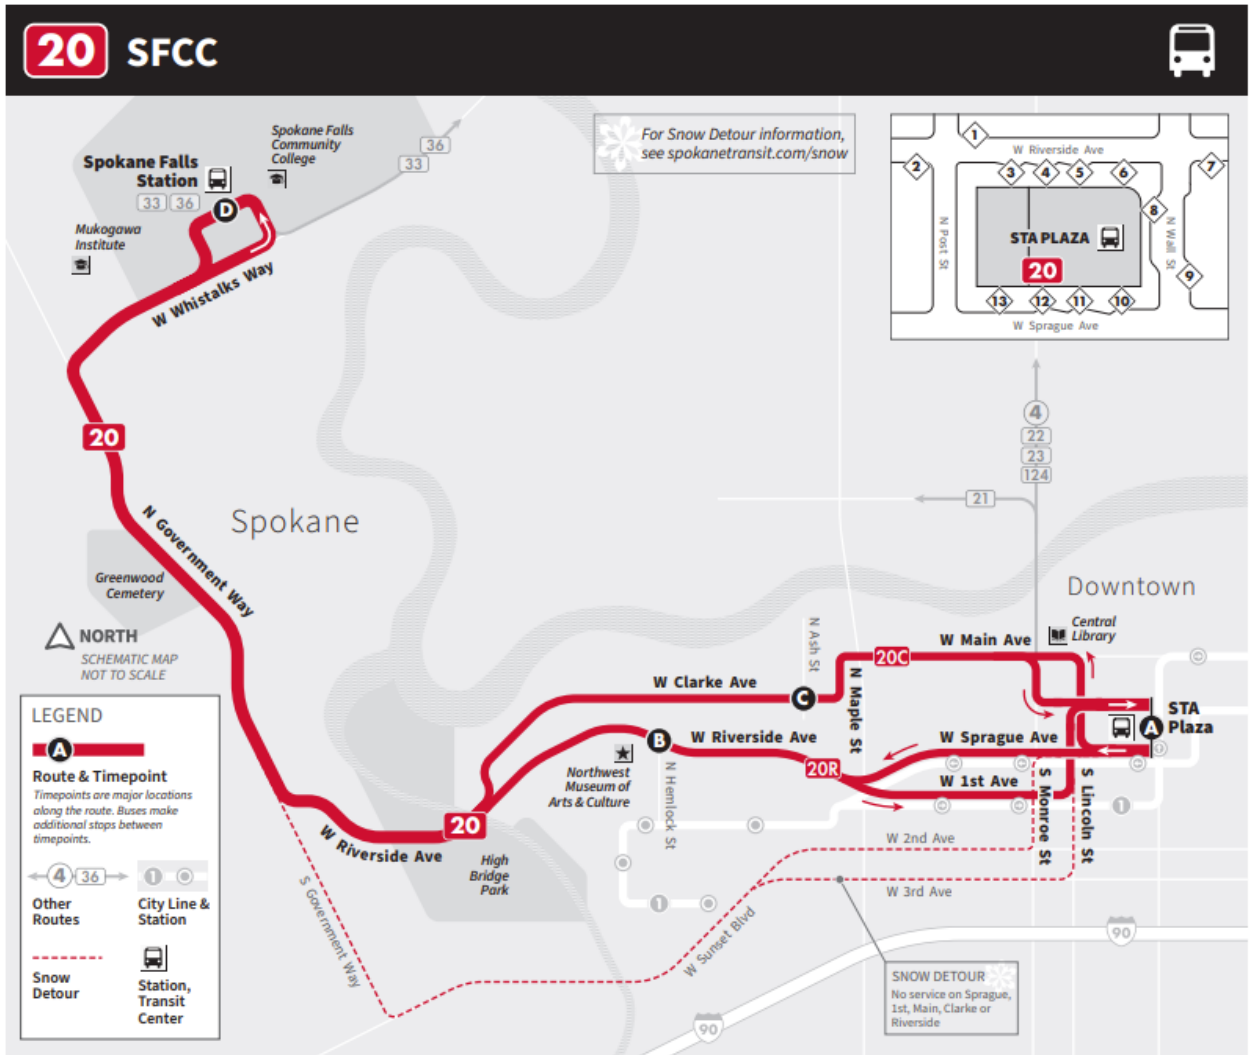 20 SFCC
For Snow Detour information,
see spokanetransit.com/snow
1
W Riverside Ave
2
3
4
5
6
7
8
N Post St
N Wall St
STA PLAZA
20
9
13
12
11
10
W Sprague Ave
Spokane Falls
Community
College
36
33
Spokane Falls
Station
33 36
D
Mukogawa
Institute
W Whistalks Way
20
N Government Way
Spokane
Greenwood
Cemetery
NORTH
SCHEMATIC MAP
NOT TO SCALE
4
22
23
124
21
Downtown
Central
Library
N Ash St
W Main Ave
20C
W Clarke Ave
C
N Maple St
STA
Plaza
A
B
W Riverside Ave
W Sprague Ave
20R
Northwest
Museum of
Arts & Culture
N Hemlock St
W 1st Ave
S Monroe St
S Lincoln St
1
20
W Riverside Ave
High
Bridge
Park
W 2nd Ave
W 3rd Ave
1
S Government Way
W Sunset Blvd
90
90
SNOW DETOUR
No service on Sprague,
1st, Main, Clarke or
Riverside
LEGEND
A
Route & Timepoint
Timepoints are major locations
along the route. Buses make
additional stops between
timepoints.
4 36
1
Other
Routes
City Line &
Station
Snow
Detour
Station,
Transit
Center